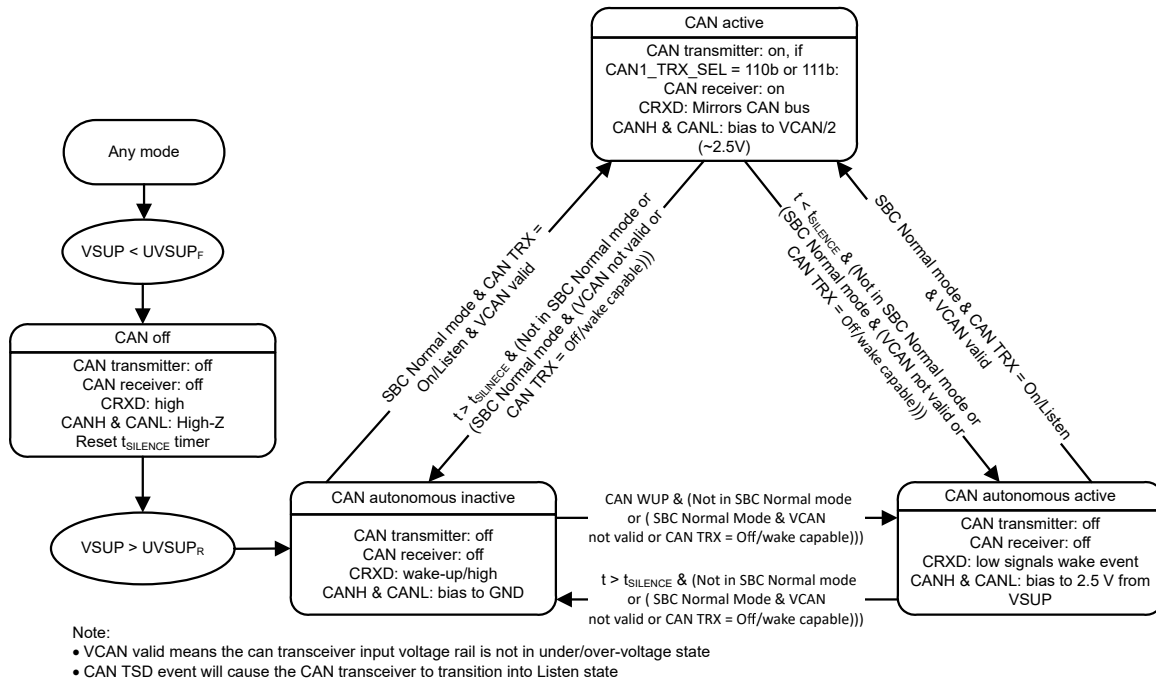 CAN active
CAN transmitter: on, if
CAN1_TRX_SEL = 110b or 111b:
CAN receiver: on
CRXD: Mirrors CAN bus
CANH & CANL: bias to VCAN/2
(~2.5V)
Any mode
VSUP < UVSUPF
CAN off
CAN transmitter: off
CAN receiver: off
CRXD: high
CANH & CANL: High-Z
Reset tSILENCE timer
VSUP > UVSUPR
SBC Normal mode & CAN TRX =
On/Listen & VCAN valid
t > tSILINECE & (Not in SBC Normal mode or
(SBC Normal mode & (VCAN not valid or
CAN TRX = Off/wake capable)))
t < tSILENCE & (Not in SBC Normal mode or
(SBC Normal mode & (VCAN not valid or
CAN TRX = Off/wake capable)))
SBC Normal mode & CAN TRX = On/Listen
& VCAN valid
CAN autonomous inactive
CAN transmitter: off
CAN receiver: off
CRXD: wake-up/high
CANH & CANL: bias to GND
CAN WUP & (Not in SBC Normal mode
or ( SBC Normal Mode & VCAN
not valid or CAN TRX = Off/wake capable)))
t > tSILENCE & (Not in SBC Normal mode
or ( SBC Normal Mode & VCAN
not valid or CAN TRX = Off/wake capable)))
CAN autonomous active
CAN transmitter: off
CAN receiver: off
CRXD: low signals wake event
CANH & CANL: bias to 2.5 V from
VSUP
Note:
• VCAN valid means the can transceiver input voltage rail is not in under/over-voltage state
• CAN TSD event will cause the CAN transceiver to transition into Listen state